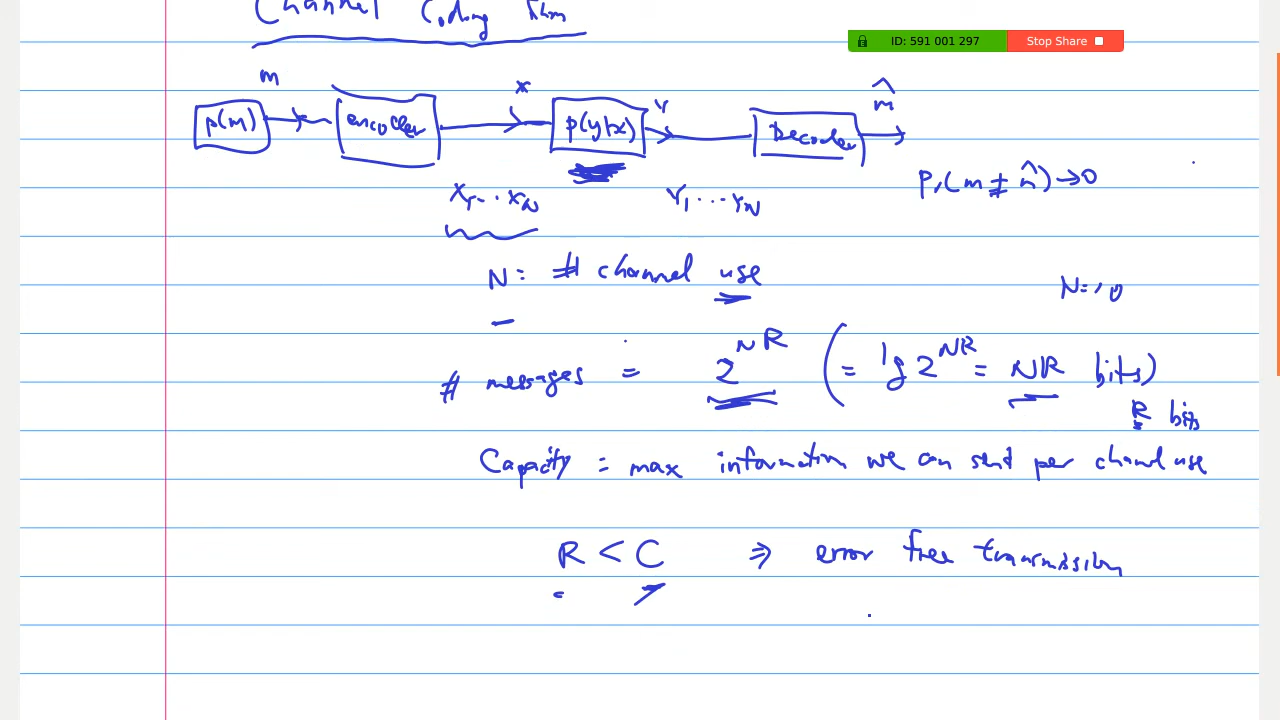 Channel Coding Thm
ID: 591 001 297 Stop Share
m x Y m̂
p(m) encoder p(y|x) Decoder
Pr(m ≠ m̂) → 0
X1 ... XN Y1 ... YN
N: # channel use
# messages = 2^NR (= lg 2^NR = NR bits)
R bits
Capacity = max information we can sent per channel use
R < C ⇒ error free transmission